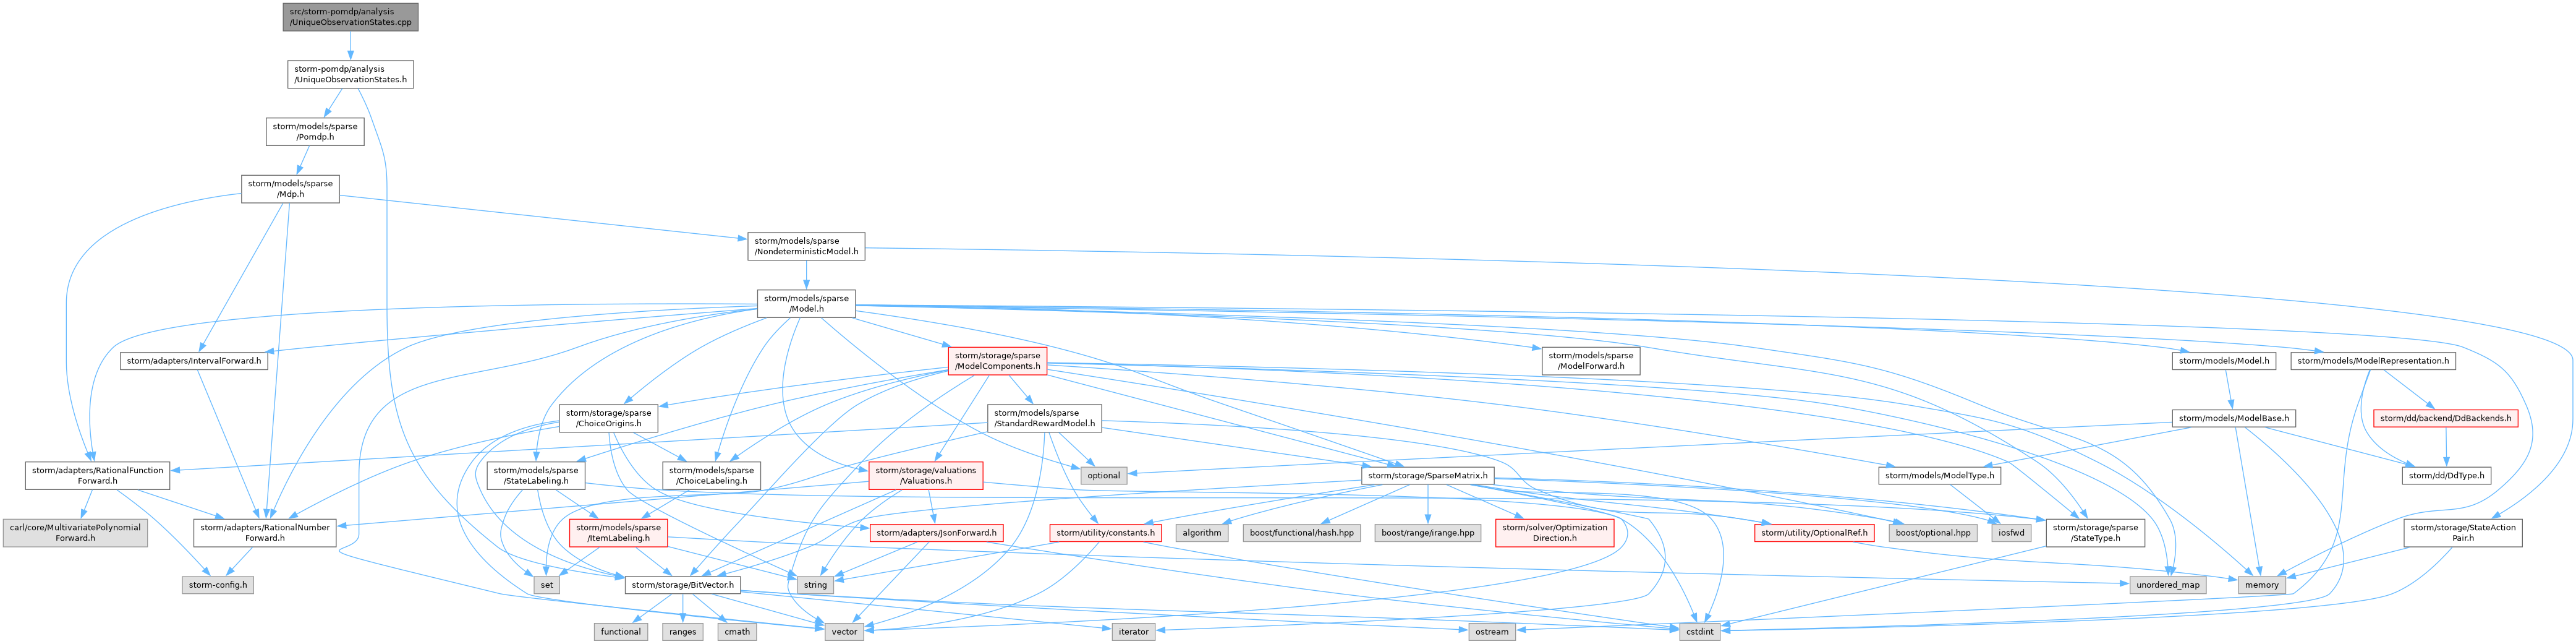 src/storm-pomdp/analysis
/UniqueObservationStates.cpp
storm-pomdp/analysis
/UniqueObservationStates.h
storm/models/sparse
/Pomdp.h
storm/models/sparse
/Mdp.h
storm/models/sparse
/NondeterministicModel.h
storm/models/sparse
/Model.h
storm/adapters/IntervalForward.h
storm/storage/sparse
/ModelComponents.h
storm/models/sparse
/ModelForward.h
storm/models/Model.h
storm/models/ModelRepresentation.h
storm/storage/sparse
/ChoiceOrigins.h
storm/models/sparse
/StandardRewardModel.h
storm/models/ModelBase.h
storm/dd/backend/DdBackends.h
storm/adapters/RationalFunction
Forward.h
storm/models/sparse
/StateLabeling.h
storm/models/sparse
/ChoiceLabeling.h
storm/storage/valuations
/Valuations.h
optional
storm/storage/SparseMatrix.h
storm/models/ModelType.h
storm/dd/DdType.h
carl/core/MultivariatePolynomial
Forward.h
storm/adapters/RationalNumber
Forward.h
storm/models/sparse
/ItemLabeling.h
storm/adapters/JsonForward.h
storm/utility/constants.h
algorithm
boost/functional/hash.hpp
boost/range/irange.hpp
storm/solver/Optimization
Direction.h
storm/utility/OptionalRef.h
boost/optional.hpp
iosfwd
storm/storage/sparse
/StateType.h
storm/storage/StateAction
Pair.h
storm-config.h
set
storm/storage/BitVector.h
string
unordered_map
memory
functional
ranges
cmath
vector
iterator
ostream
cstdint